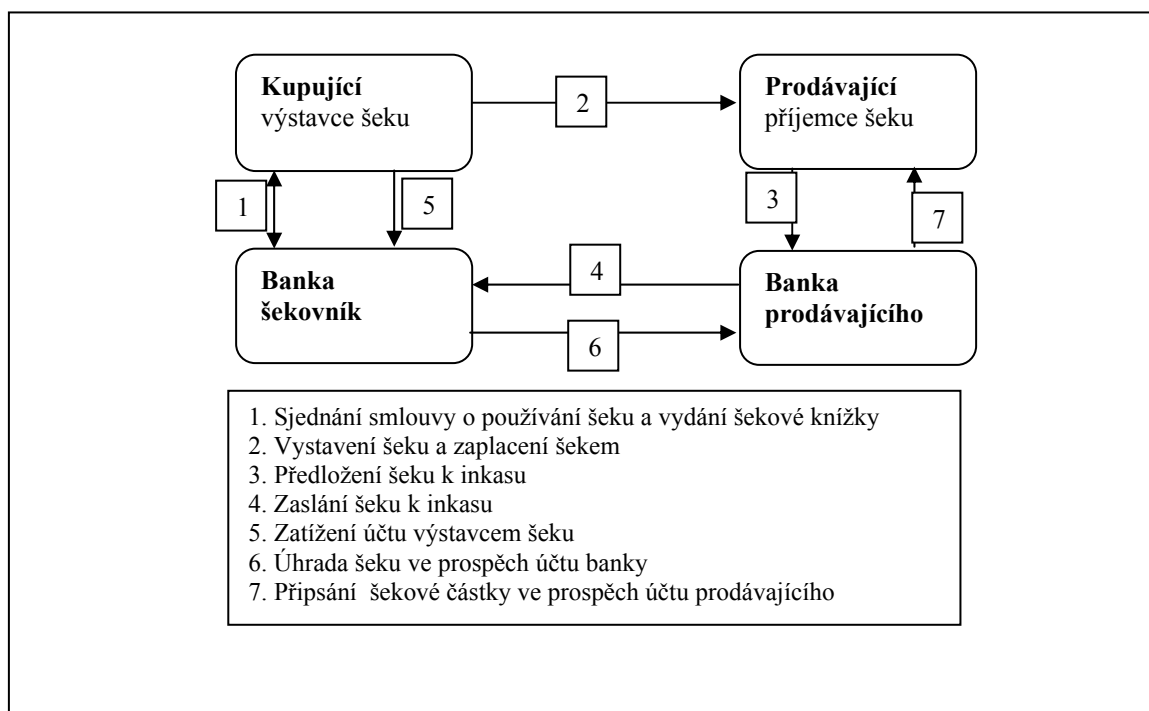 Kupující
výstavce šeku
2
Prodávající
příjemce šeku
1
5
3
7
Banka
šekovník
4
6
Banka
prodávajícího
1. Sjednání smlouvy o používání šeku a vydání šekové knížky
2. Vystavení šeku a zaplacení šekem
3. Předložení šeku k inkasu
4. Zaslání šeku k inkasu
5. Zatížení účtu výstavcem šeku
6. Úhrada šeku ve prospěch účtu banky
7. Připsání  šekové částky ve prospěch účtu prodávajícího